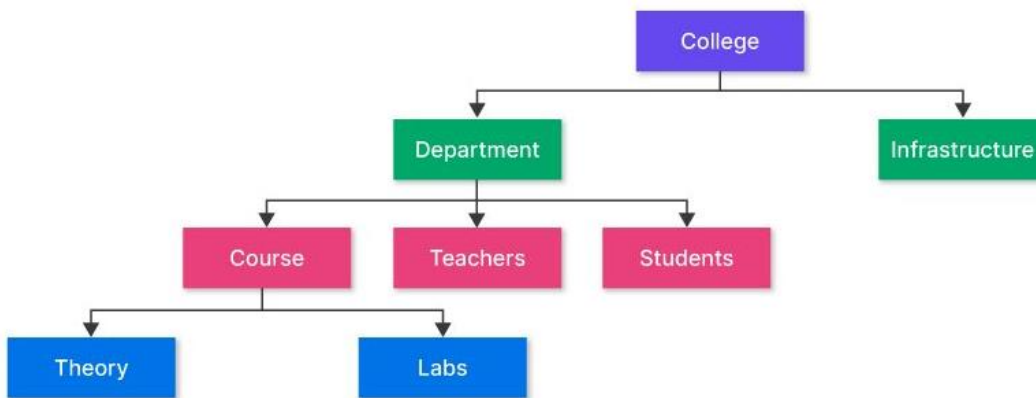 College
Department
Infrastructure
Course
Teachers
Students
Theory
Labs